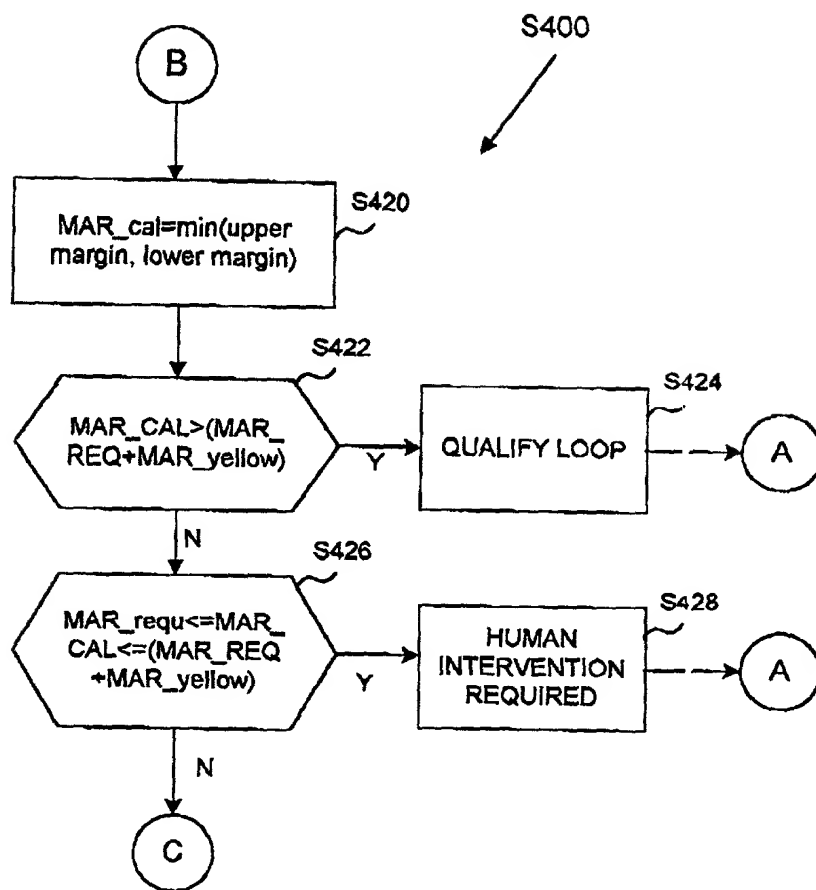 S400
B
S420
MAR_cal=min(upper
margin, lower margin)
S422
MAR_CAL>(MAR_
REQ+MAR_yellow)
Y
S424
QUALIFY LOOP
A
N
S426
MAR_requ<=MAR_
CAL<=(MAR_REQ
+MAR_yellow)
Y
S428
HUMAN
INTERVENTION
REQUIRED
A
N
C